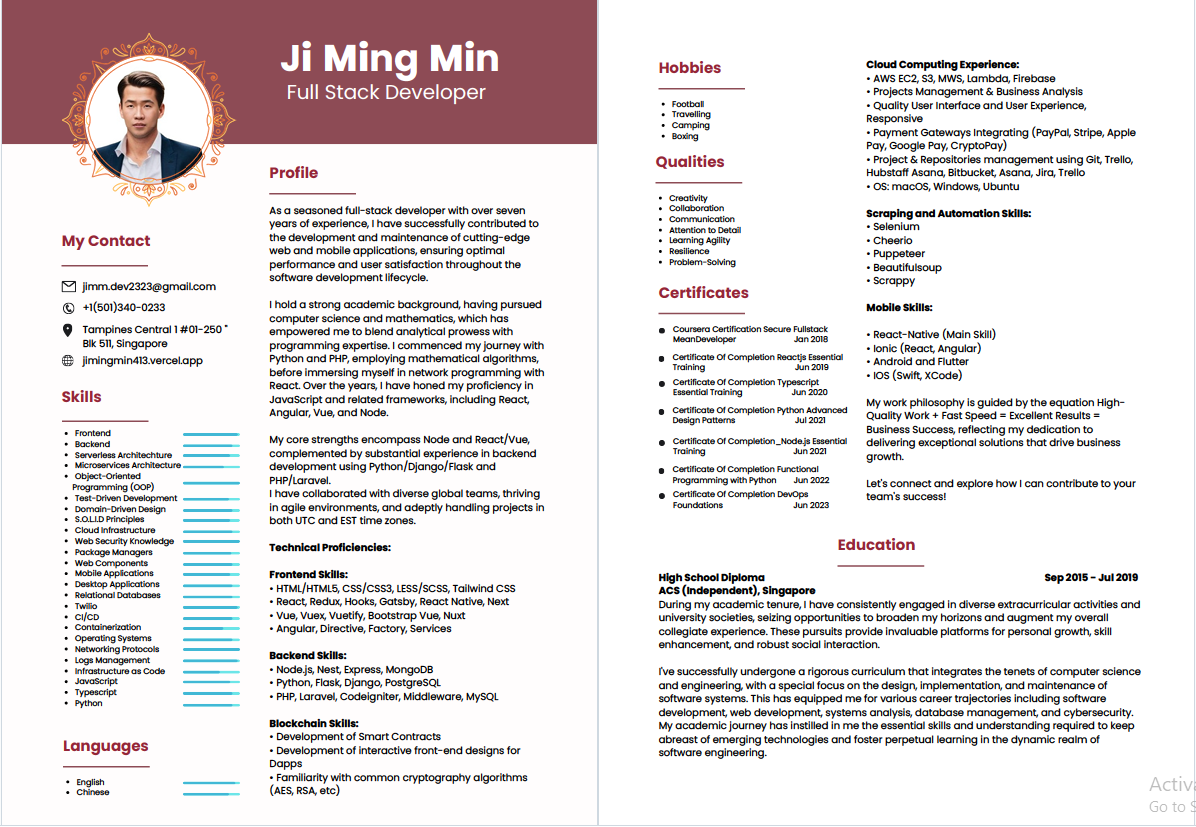 Ji Ming Min
Full Stack Developer
My Contact
jimm.dev2323@gmail.com
+1(501)340-0233
Tampines Central 1 #01-250 "
Blk 511, Singapore
jimingmin413.vercel.app
Skills
• Frontend
• Backend
• Serverless Architechture
• Microservices Architecture
• Object-Oriented
Programming (OOP)
• Test-Driven Development
• Domain-Driven Design
• S.O.L.I.D Principles
• Cloud Infrastructure
• Web Security Knowledge
• Package Managers
• Web Components
• Mobile Applications
• Desktop Applications
• Relational Databases
• Twilio
• CI/CD
• Containerization
• Operating Systems
• Networking Protocols
• Logs Management
• Infrastructure as Code
• JavaScript
• Typescript
• Python
Languages
• English
• Chinese
Profile
As a seasoned full-stack developer with over seven
years of experience, I have successfully contributed to
the development and maintenance of cutting-edge
web and mobile applications, ensuring optimal
performance and user satisfaction throughout the
software development lifecycle.
I hold a strong academic background, having pursued
computer science and mathematics, which has
empowered me to blend analytical prowess with
programming expertise. I commenced my journey with
Python and PHP, employing mathematical algorithms,
before immersing myself in network programming with
React. Over the years, I have honed my proficiency in
JavaScript and related frameworks, including React,
Angular, Vue, and Node.
My core strengths encompass Node and React/Vue,
complemented by substantial experience in backend
development using Python/Django/Flask and
PHP/Laravel.
I have collaborated with diverse global teams, thriving
in agile environments, and adeptly handling projects in
both UTC and EST time zones.
Technical Proficiencies:
Frontend Skills:
• HTML/HTML5, CSS/CSS3, LESS/SCSS, Tailwind CSS
• React, Redux, Hooks, Gatsby, React Native, Next
• Vue, Vuex, Vuetify, Bootstrap Vue, Nuxt
• Angular, Directive, Factory, Services
Backend Skills:
• Node.js, Nest, Express, MongoDB
• Python, Flask, Django, PostgreSQL
• PHP, Laravel, Codeigniter, Middleware, MySQL
Blockchain Skills:
• Development of Smart Contracts
• Development of interactive front-end designs for
Dapps
• Familiarity with common cryptography algorithms
(AES, RSA, etc)
Hobbies
• Football
• Travelling
• Camping
• Boxing
Qualities
• Creativity
• Collaboration
• Communication
• Attention to Detail
• Learning Agility
• Resilience
• Problem-Solving
Certificates
• Coursera Certification Secure Fullstack
MeanDeveloper Jan 2018
• Certificate Of Completion Reactjs Essential
Training Jun 2019
• Certificate Of Completion Typescript
Essential Training Jun 2020
• Certificate Of Completion Python Advanced
Design Patterns Jul 2021
• Certificate Of Completion_Node.js Essential
Training Jun 2021
• Certificate Of Completion Functional
Programming with Python Jun 2022
• Certificate Of Completion DevOps
Foundations Jun 2023
Cloud Computing Experience:
• AWS EC2, S3, MWS, Lambda, Firebase
• Projects Management & Business Analysis
• Quality User Interface and User Experience,
Responsive
• Payment Gateways Integrating (PayPal, Stripe, Apple
Pay, Google Pay, CryptoPay)
• Project & Repositories management using Git, Trello,
Hubstaff Asana, Bitbucket, Asana, Jira, Trello
• OS: macOS, Windows, Ubuntu
Scraping and Automation Skills:
• Selenium
• Cheerio
• Puppeteer
• Beautifulsoup
• Scrappy
Mobile Skills:
• React-Native (Main Skill)
• Ionic (React, Angular)
• Android and Flutter
• IOS (Swift, XCode)
My work philosophy is guided by the equation High-
Quality Work + Fast Speed = Excellent Results =
Business Success, reflecting my dedication to
delivering exceptional solutions that drive business
growth.
Let's connect and explore how I can contribute to your
team's success!
Education
High School Diploma Sep 2015 - Jul 2019
ACS (Independent), Singapore
During my academic tenure, I have consistently engaged in diverse extracurricular activities and
university societies, seizing opportunities to broaden my horizons and augment my overall
collegiate experience. These pursuits provide invaluable platforms for personal growth, skill
enhancement, and robust social interaction.
I've successfully undergone a rigorous curriculum that integrates the tenets of computer science
and engineering, with a special focus on the design, implementation, and maintenance of
software systems. This has equipped me for various career trajectories including software
development, web development, systems analysis, database management, and cybersecurity.
My academic journey has instilled in me the essential skills and understanding required to keep
abreast of emerging technologies and foster perpetual learning in the dynamic realm of
software engineering.
Activa
Go to S